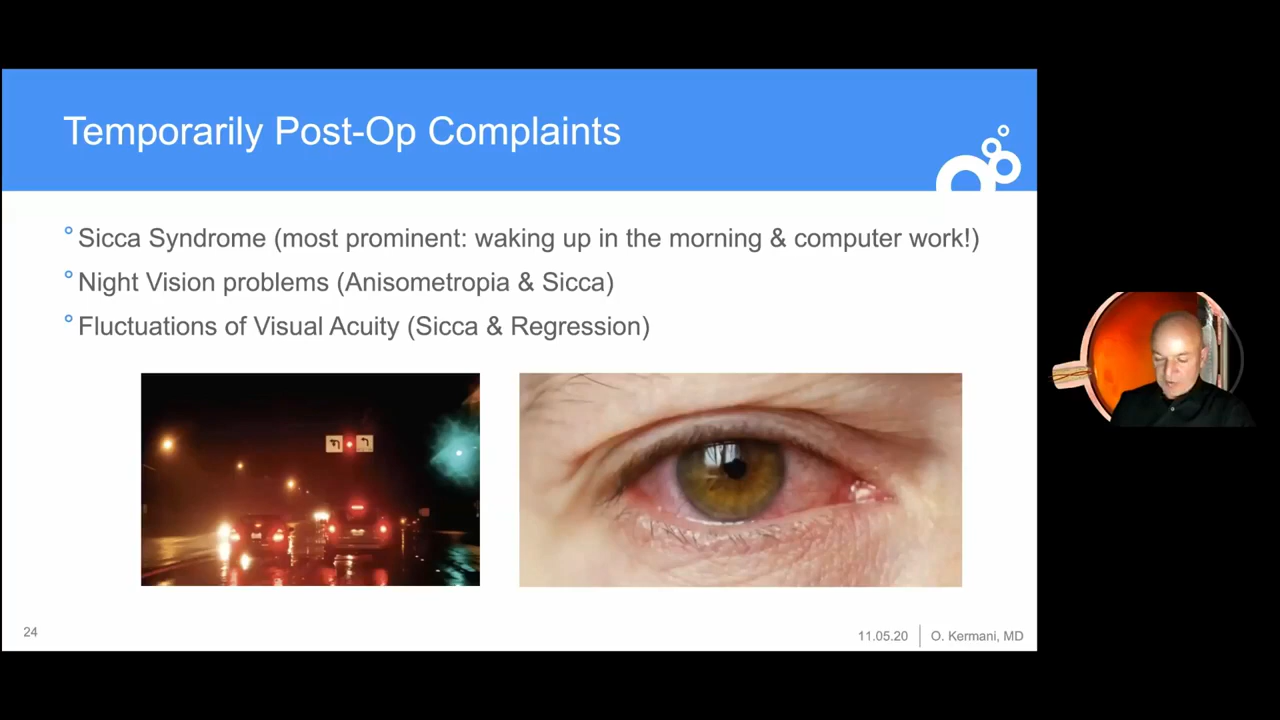 Temporarily Post-Op Complaints
° Sicca Syndrome (most prominent: waking up in the morning & computer work!)
° Night Vision problems (Anisometropia & Sicca)
° Fluctuations of Visual Acuity (Sicca & Regression)
24
11.05.20
O. Kermani, MD